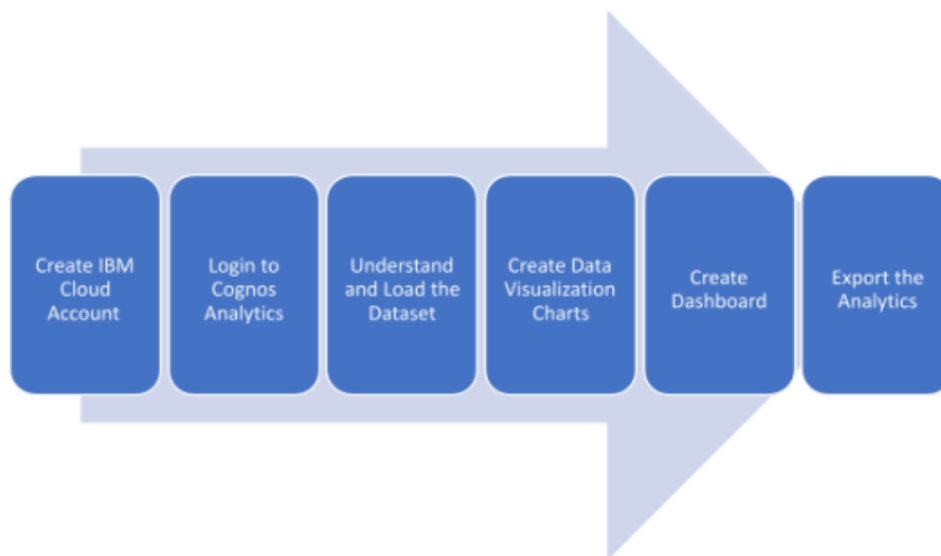 Create IBM
Cloud
Account
Login to
Cognos
Analytics
Understand
and Load the
Dataset
Create Data
Visualization
Charts
Create
Dashboard
Export the
Analytics